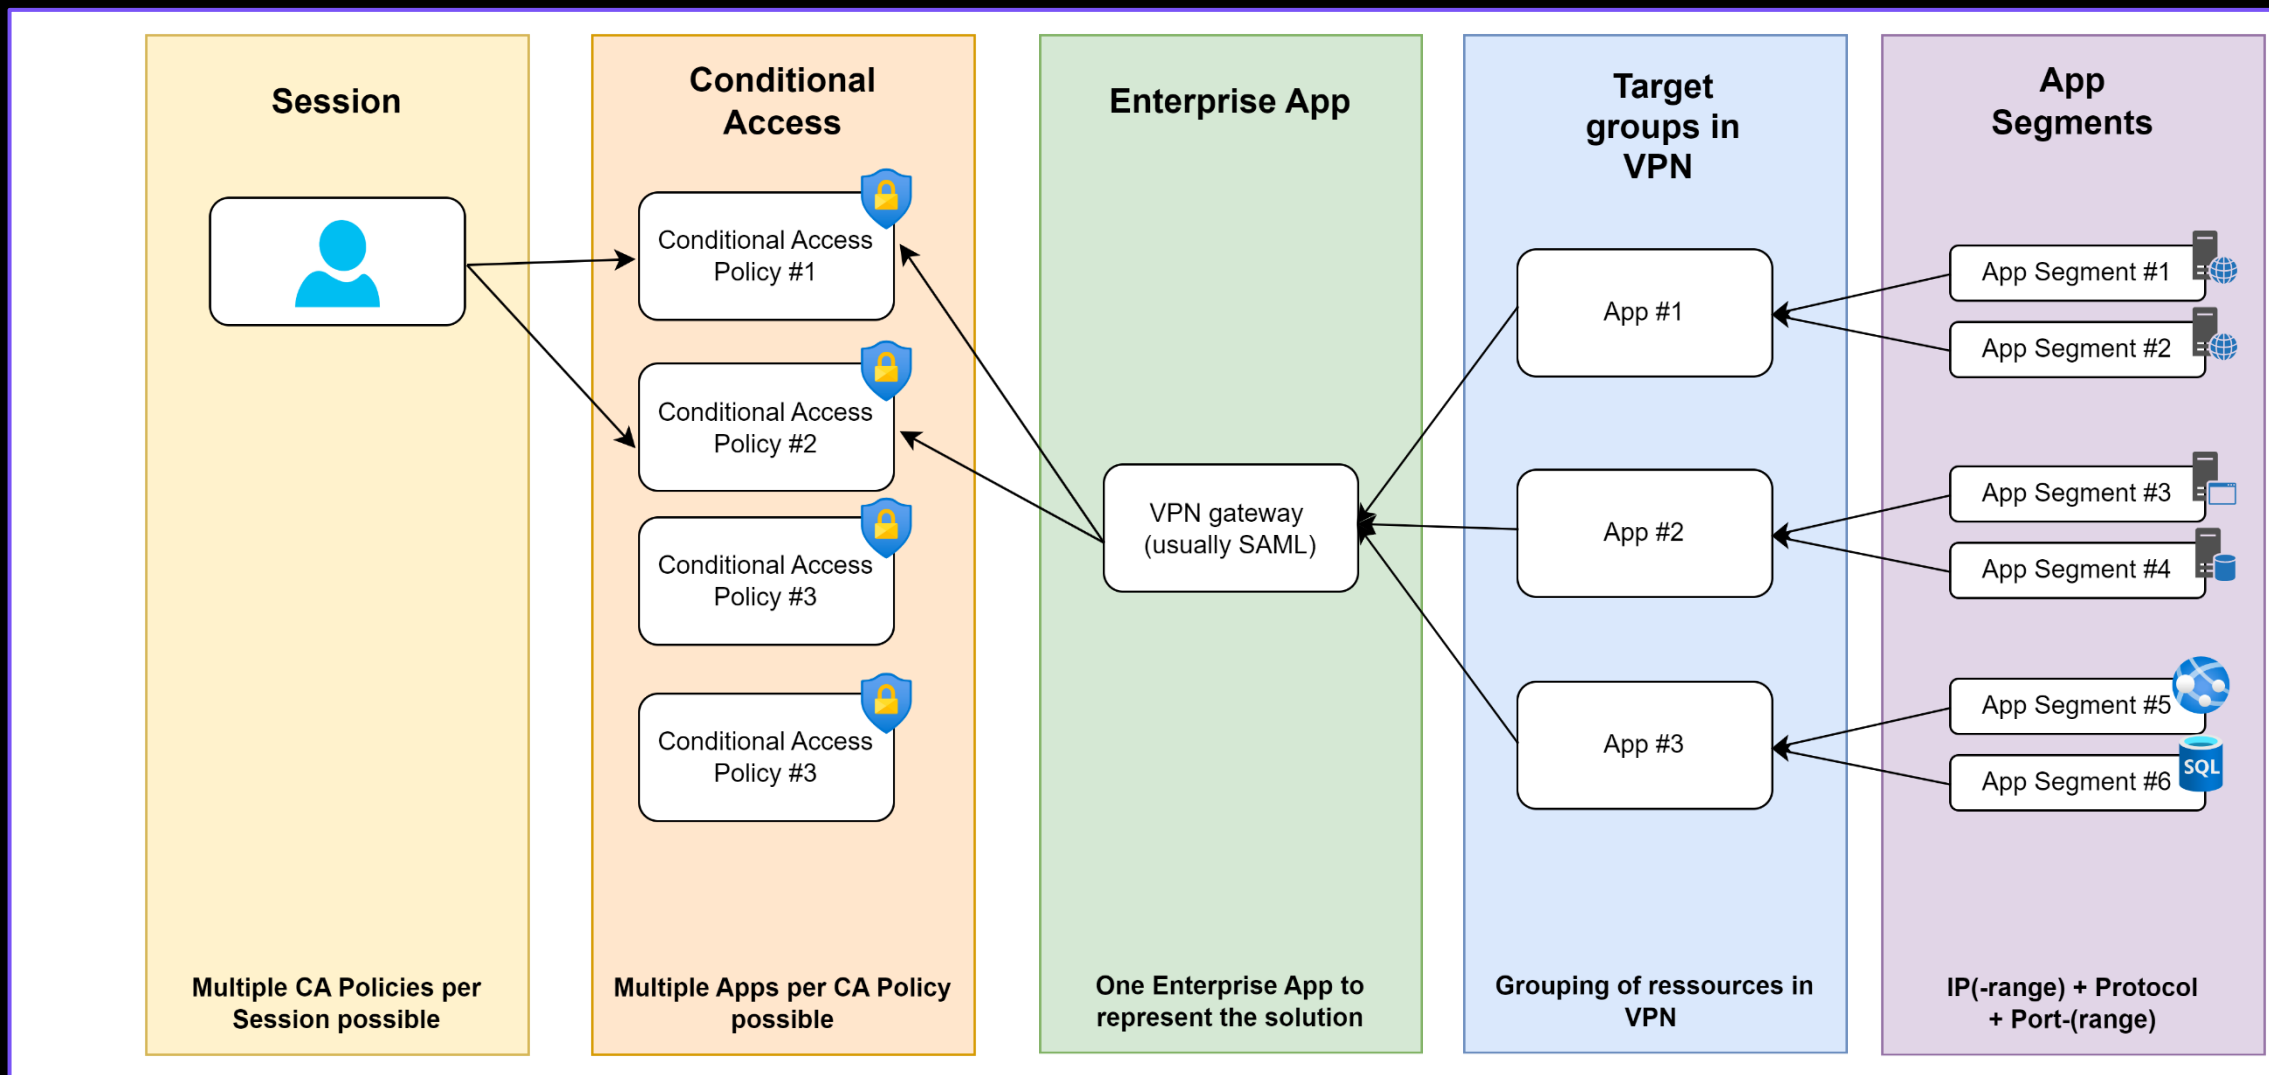 Session
Multiple CA Policies per
Session possible
Conditional
Access
Conditional Access
Policy #1
Conditional Access
Policy #2
Conditional Access
Policy #3
Conditional Access
Policy #3
Multiple Apps per CA Policy
possible
Enterprise App
VPN gateway
(usually SAML)
One Enterprise App to
represent the solution
Target
groups in
VPN
App #1
App #2
App #3
Grouping of ressources in
VPN
App
Segments
App Segment #1
App Segment #2
App Segment #3
App Segment #4
App Segment #5
App Segment #6
SQL
IP(-range) + Protocol
+ Port-(range)